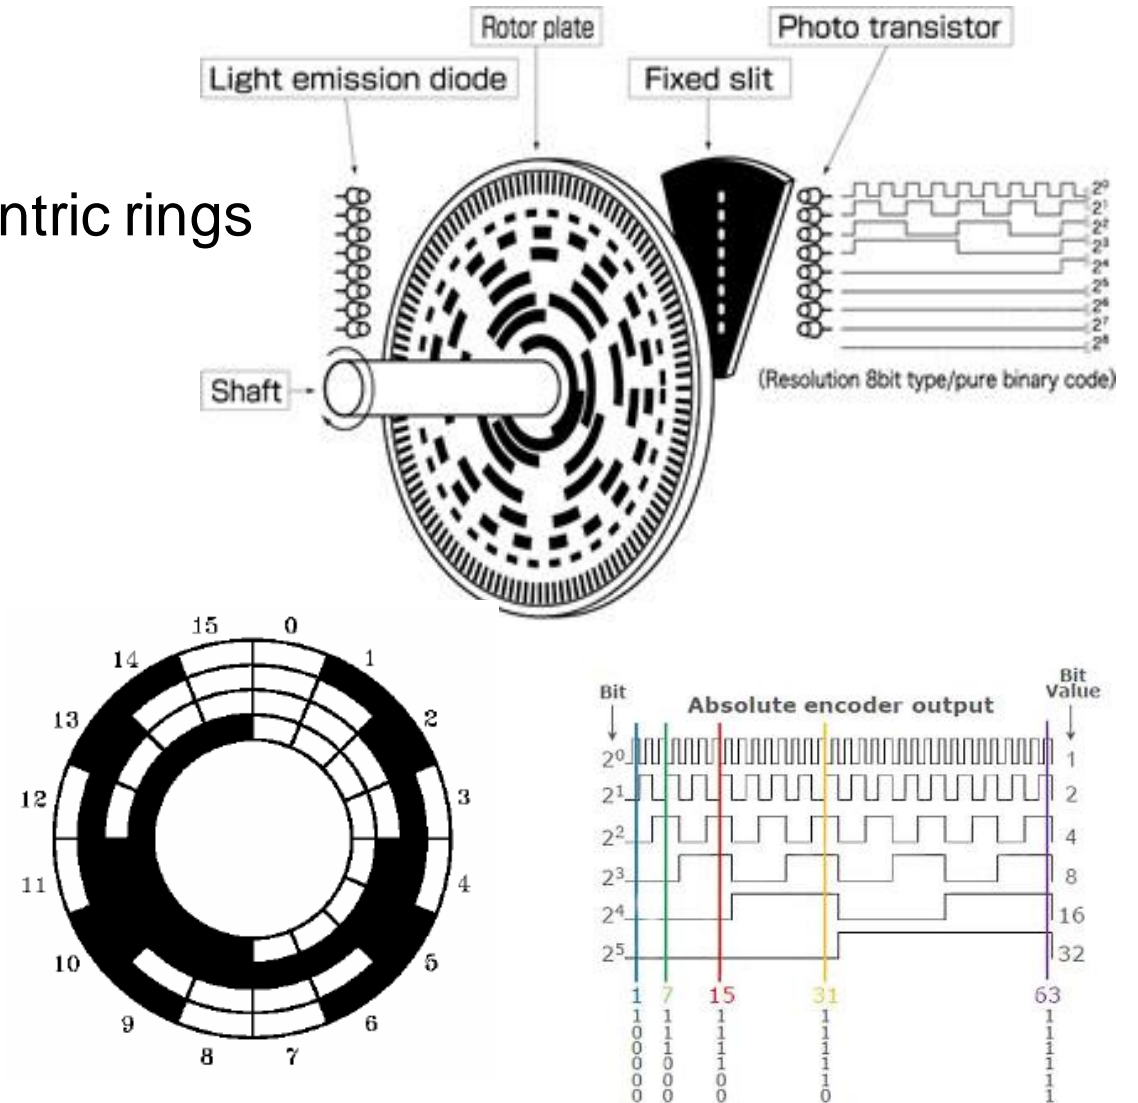 Rotor plate
Photo transistor
Light emission diode
Fixed slit
ntric rings
2⁰
2¹
2²
2³
2⁴
2⁵
2⁶
2⁷
2⁸
Shaft
(Resolution 8bit type/pure binary code)
15 0
14 1
13 2
12 3
11 4
10 5
9 6
8 7
Bit
Bit Value
Absolute encoder output
2⁰ 1
2¹ 2
2² 4
2³ 8
2⁴ 16
2⁵ 32
1 7 15 31 63
1 1 1 1 1
0 1 1 1 1
0 1 1 1 1
0 0 1 1 1
0 0 0 1 1
0 0 0 0 1